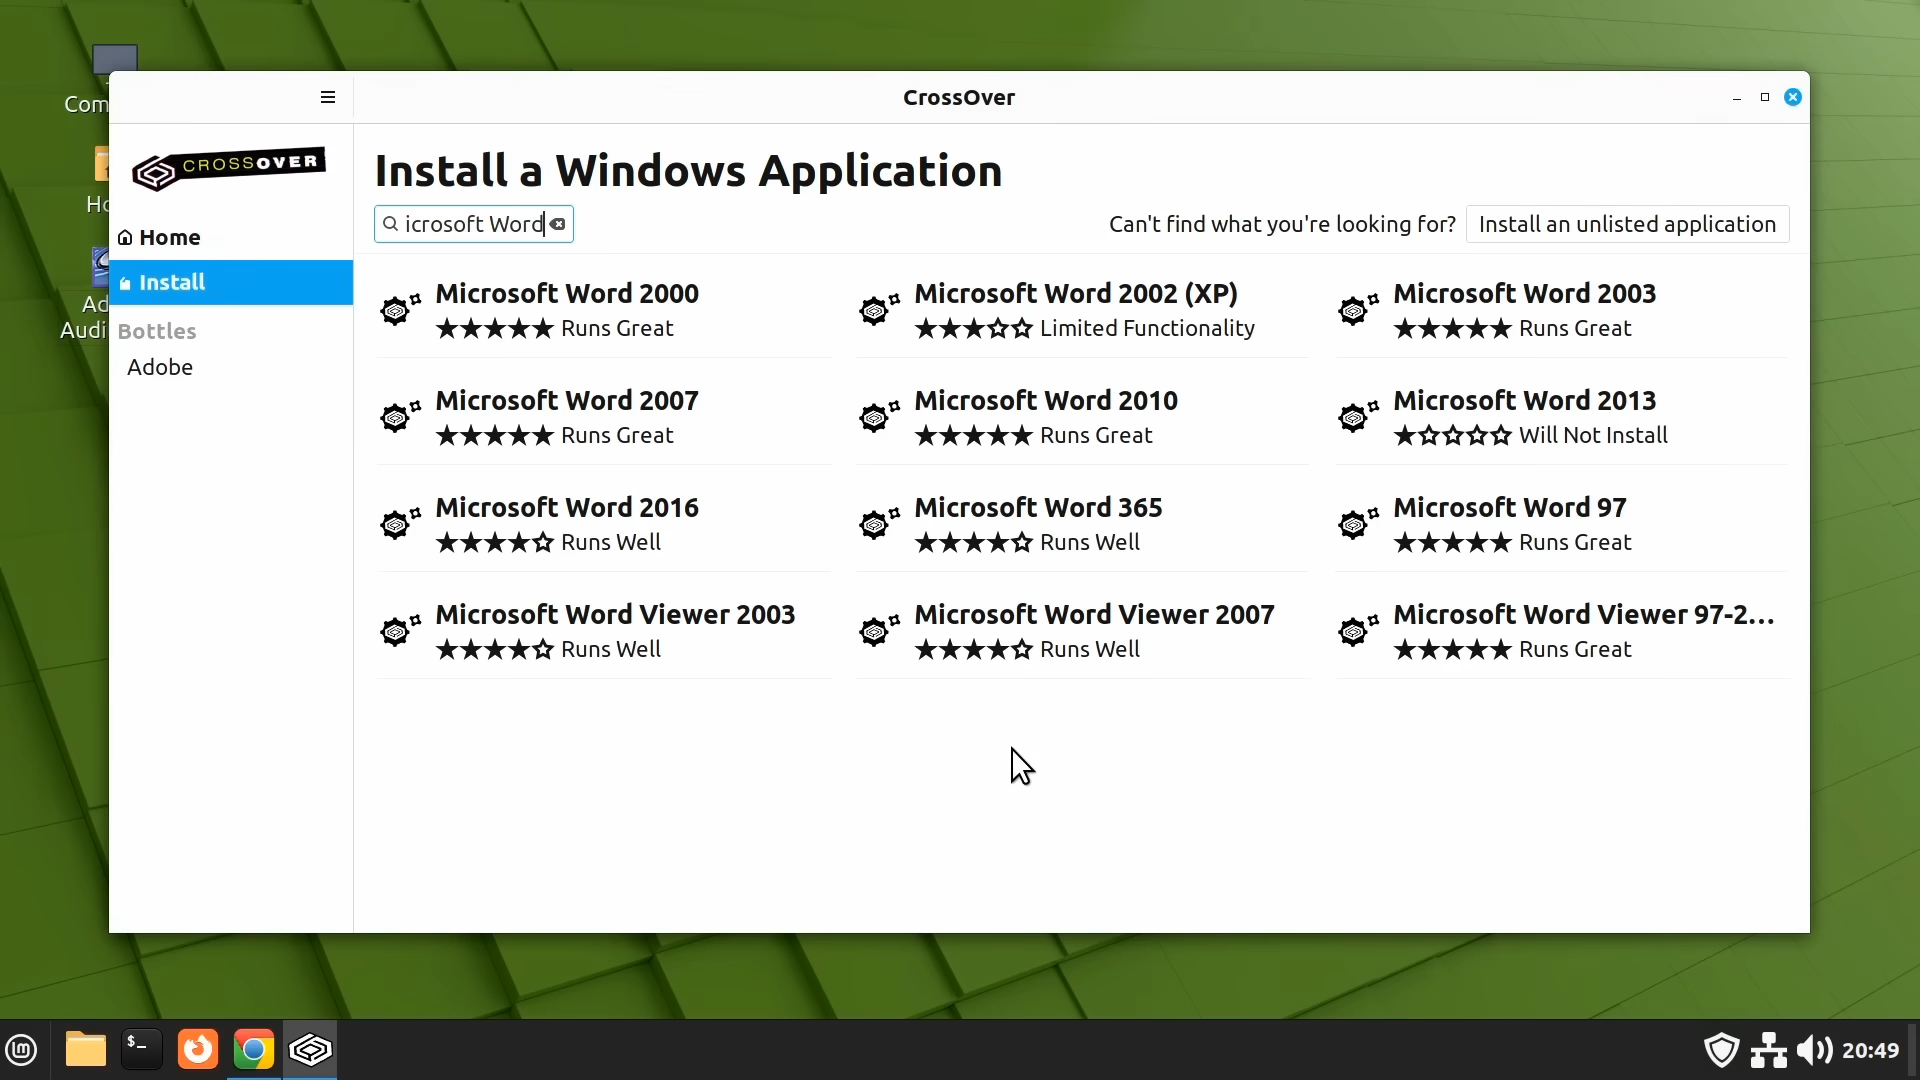 Com
Ho
Ad
Audi
CrossOver
CROSSOVER
Home
Install
Bottles
Adobe
Install a Windows Application
icrosoft Word
Can't find what you're looking for? Install an unlisted application
Microsoft Word 2000
★★★★★ Runs Great
Microsoft Word 2002 (XP)
★★★☆☆ Limited Functionality
Microsoft Word 2003
★★★★★ Runs Great
Microsoft Word 2007
★★★★★ Runs Great
Microsoft Word 2010
★★★★★ Runs Great
Microsoft Word 2013
★☆☆☆☆ Will Not Install
Microsoft Word 2016
★★★★☆ Runs Well
Microsoft Word 365
★★★★☆ Runs Well
Microsoft Word 97
★★★★★ Runs Great
Microsoft Word Viewer 2003
★★★★☆ Runs Well
Microsoft Word Viewer 2007
★★★★☆ Runs Well
Microsoft Word Viewer 97-2...
★★★★★ Runs Great
$_
20:49